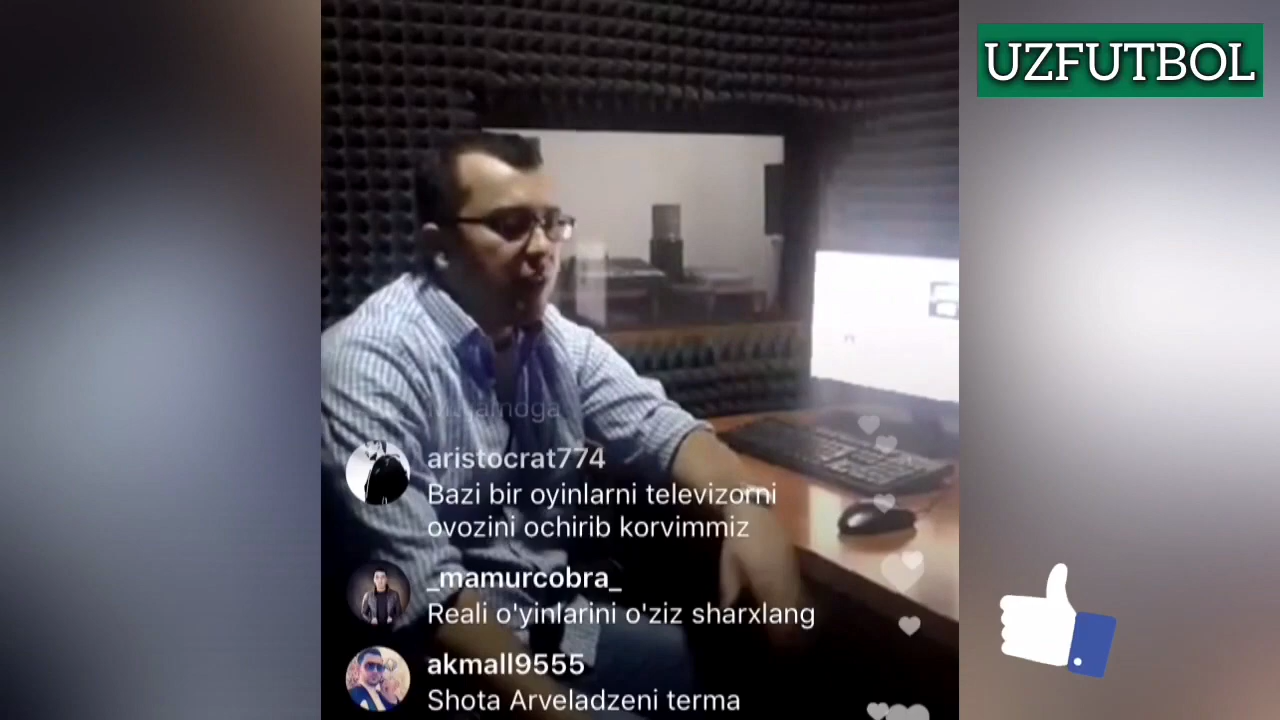 UZFUTBOL
aristocrat774
Bazi bir oyinlarni televizorni
ovozini ochirib korvimmiz
_mamurcobra_
Reali o'yinlarini o'ziz sharxlang
akmall9555
Shota Arveladzeni terma